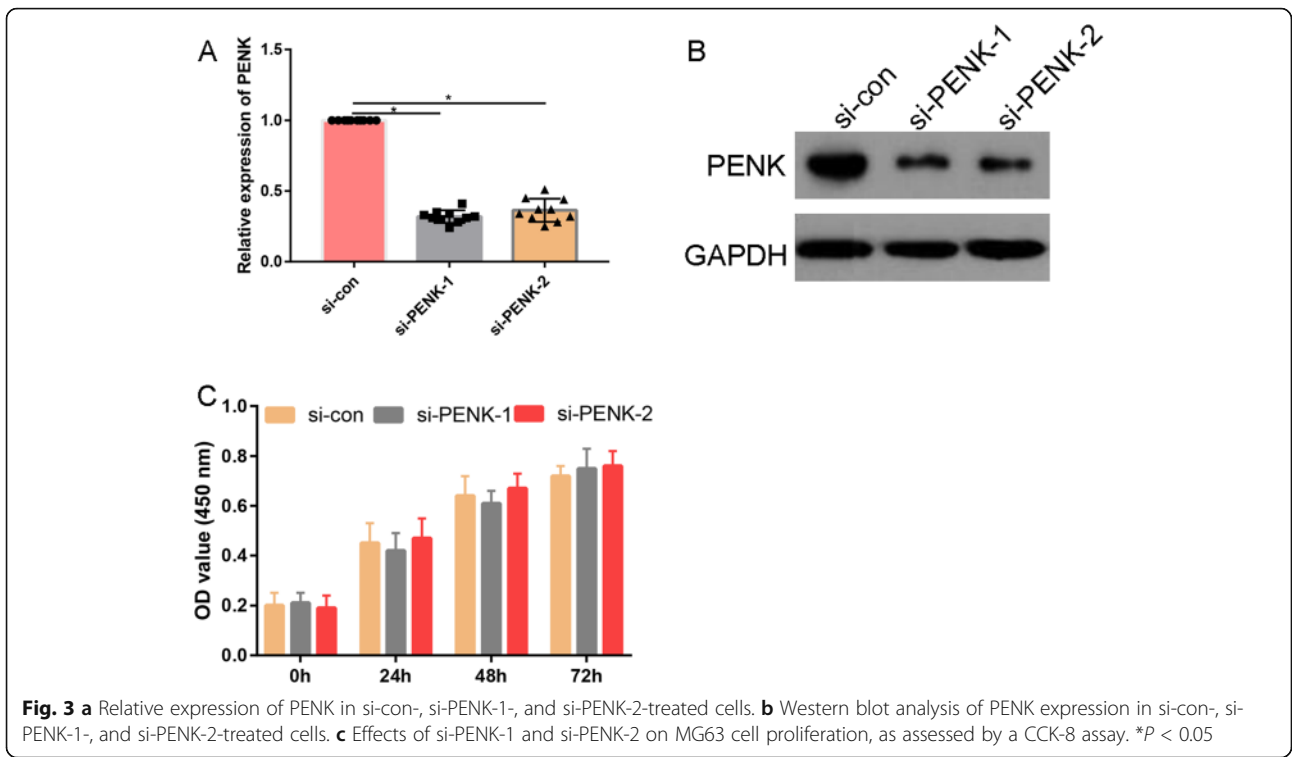 A
Relative expression of PENK
1.5
1.0
0.5
0.0
*
*
si-con
si-PENK-1
si-PENK-2
B
si-con
si-PENK-1
si-PENK-2
PENK
GAPDH
C
OD value (450 nm)
1.0
0.8
0.6
0.4
0.2
0.0
si-con
si-PENK-1
si-PENK-2
0h
24h
48h
72h
Fig. 3 a Relative expression of PENK in si-con-, si-PENK-1-, and si-PENK-2-treated cells. b Western blot analysis of PENK expression in si-con-, si-
PENK-1-, and si-PENK-2-treated cells. c Effects of si-PENK-1 and si-PENK-2 on MG63 cell proliferation, as assessed by a CCK-8 assay. *P < 0.05